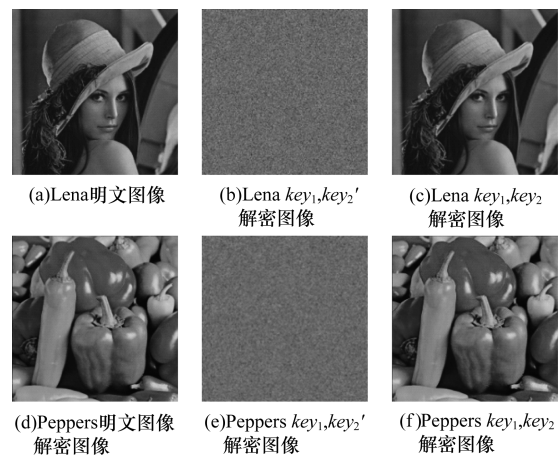 (a)Lena明文图像
(b)Lena key₁,key₂′
解密图像
(c)Lena key₁,key₂
解密图像
(d)Peppers明文图像
解密图像
(e)Peppers key₁,key₂′
解密图像
(f)Peppers key₁,key₂
解密图像